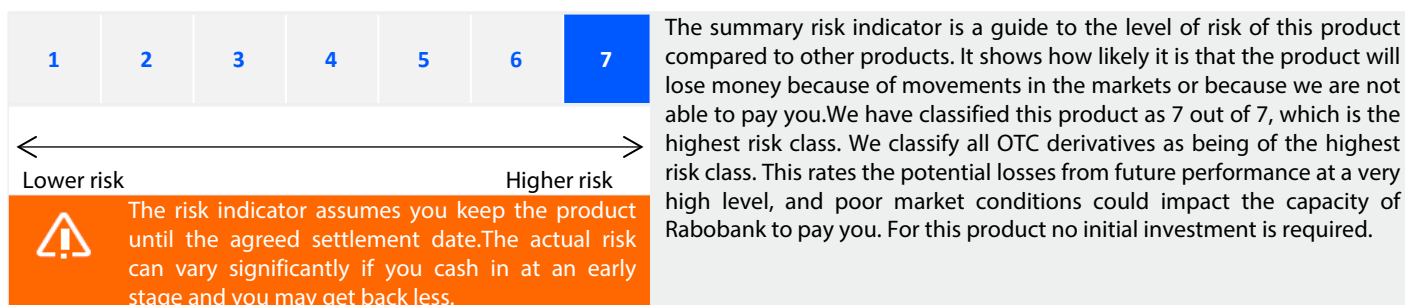 1 2 3 4 5 6 7
Lower risk Higher risk
The risk indicator assumes you keep the product
until the agreed settlement date.The actual risk
can vary significantly if you cash in at an early
stage and you may get back less.
The summary risk indicator is a guide to the level of risk of this product
compared to other products. It shows how likely it is that the product will
lose money because of movements in the markets or because we are not
able to pay you.We have classified this product as 7 out of 7, which is the
highest risk class. We classify all OTC derivatives as being of the highest
risk class. This rates the potential losses from future performance at a very
high level, and poor market conditions could impact the capacity of
Rabobank to pay you. For this product no initial investment is required.